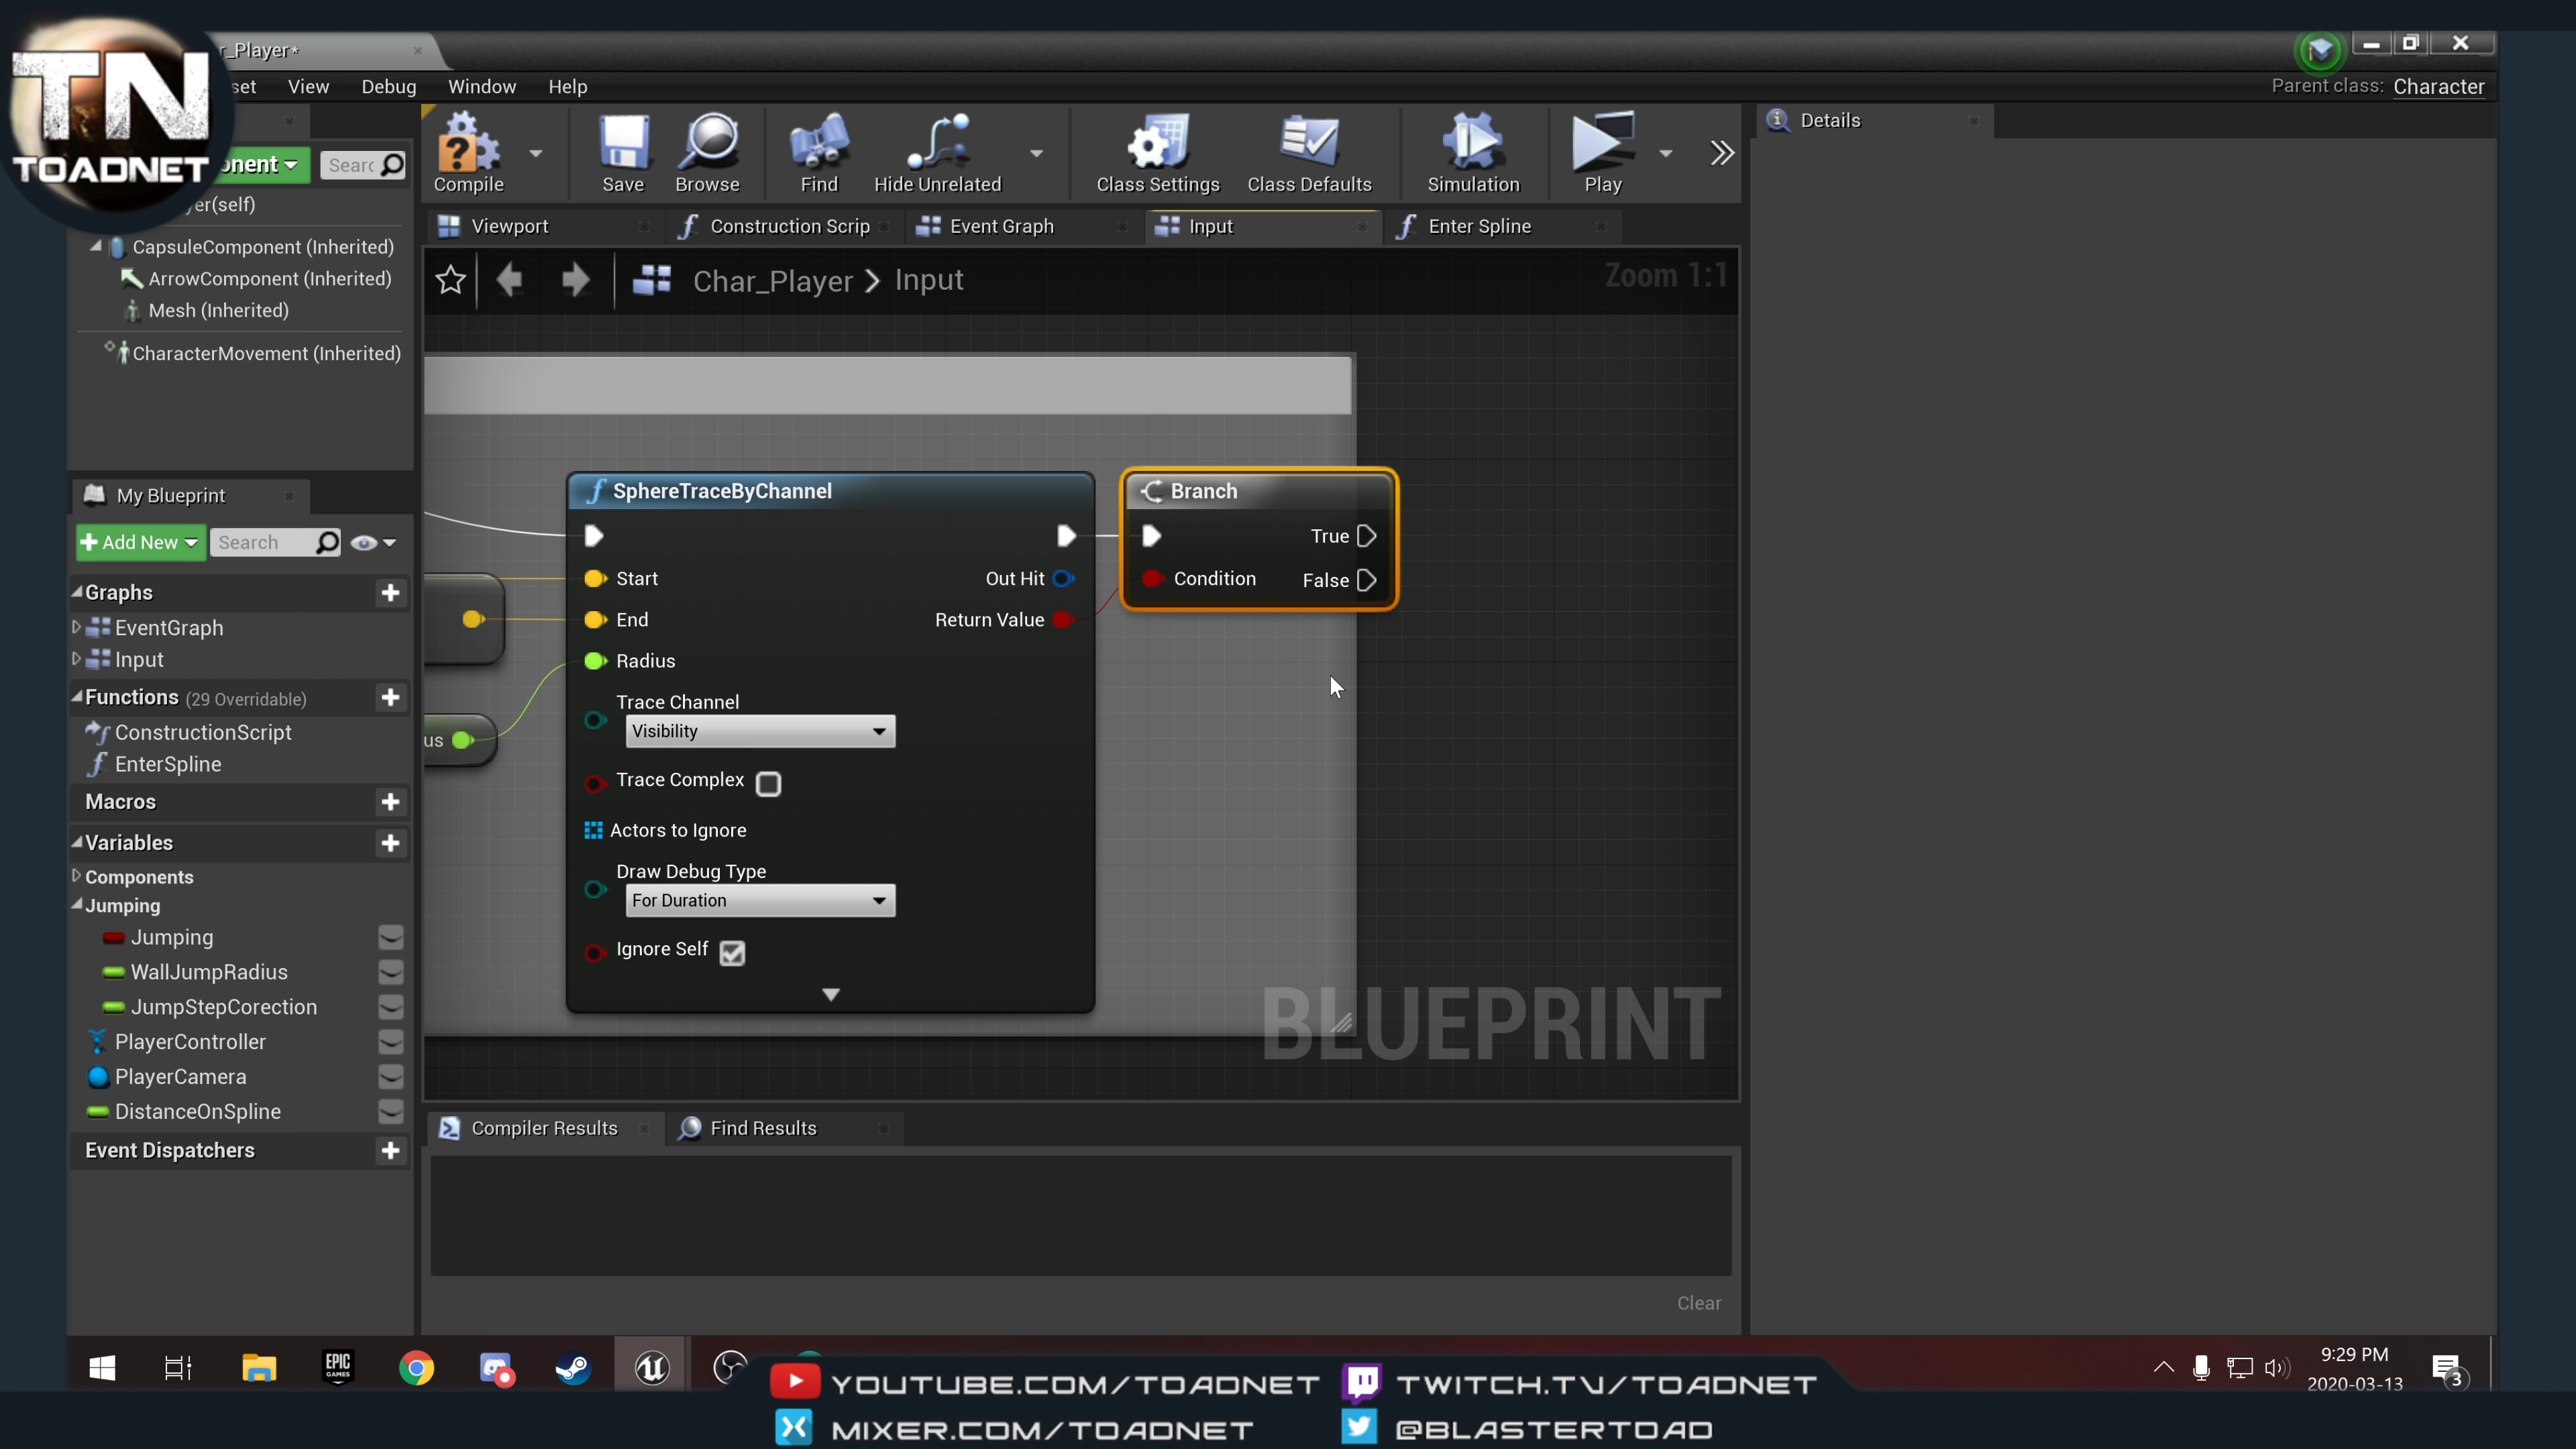 r_Player*
TN
TOADNET
set View Debug Window Help
Parent class: Character
onent
Searc
yer(self)
CapsuleComponent (Inherited)
ArrowComponent (Inherited)
Mesh (Inherited)
CharacterMovement (Inherited)
Compile
Save
Browse
Find
Hide Unrelated
Class Settings
Class Defaults
Simulation
Play
Details
Viewport
Construction Scrip
Event Graph
Input
Enter Spline
Char_Player > Input
Zoom 1:1
My Blueprint
Add New
Search
Graphs
EventGraph
Input
Functions (29 Overridable)
ConstructionScript
EnterSpline
Macros
Variables
Components
Jumping
Jumping
WallJumpRadius
JumpStepCorection
PlayerController
PlayerCamera
DistanceOnSpline
Event Dispatchers
us
SphereTraceByChannel
Start
Out Hit
End
Return Value
Radius
Trace Channel
Visibility
Trace Complex
Actors to Ignore
Draw Debug Type
For Duration
Ignore Self
Branch
True
Condition
False
BLUEPRINT
Compiler Results
Find Results
Clear
EPIC
GAMES
9:29 PM
2020-03-13
3
YOUTUBE.COM/TOADNET
TWITCH.TV/TOADNET
MIXER.COM/TOADNET
@BLASTERTOAD